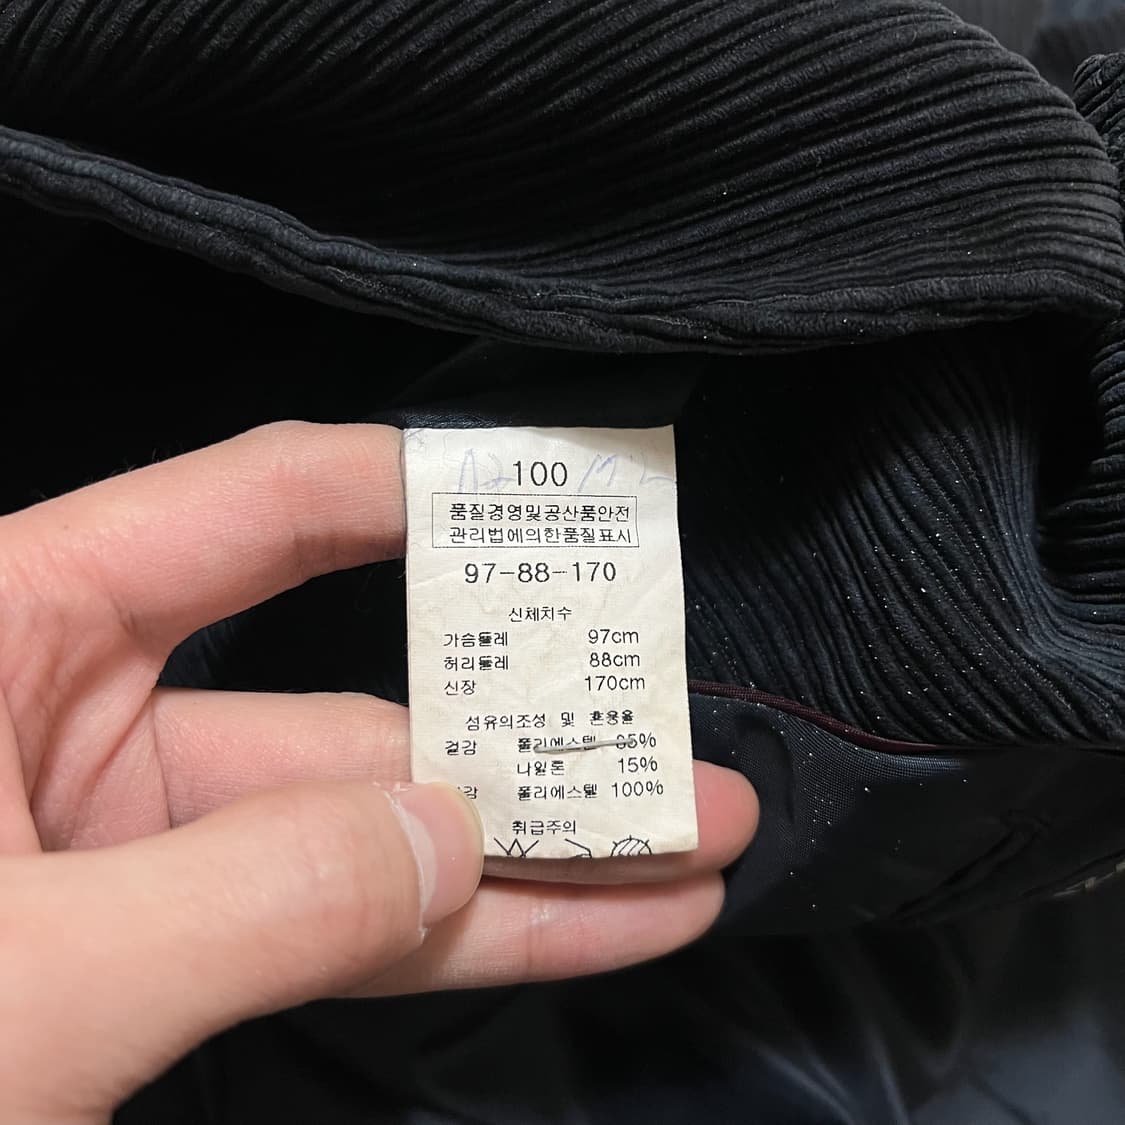 100
품질경영및공산품안전
관리법에의한품질표시
97-88-170
신체치수
가슴둘레 97cm
허리둘레 88cm
신장 170cm
섬유의조성 및 혼용율
겉감 폴리에스텔 85%
나일론 15%
감 폴리에스텔 100%
취급주의